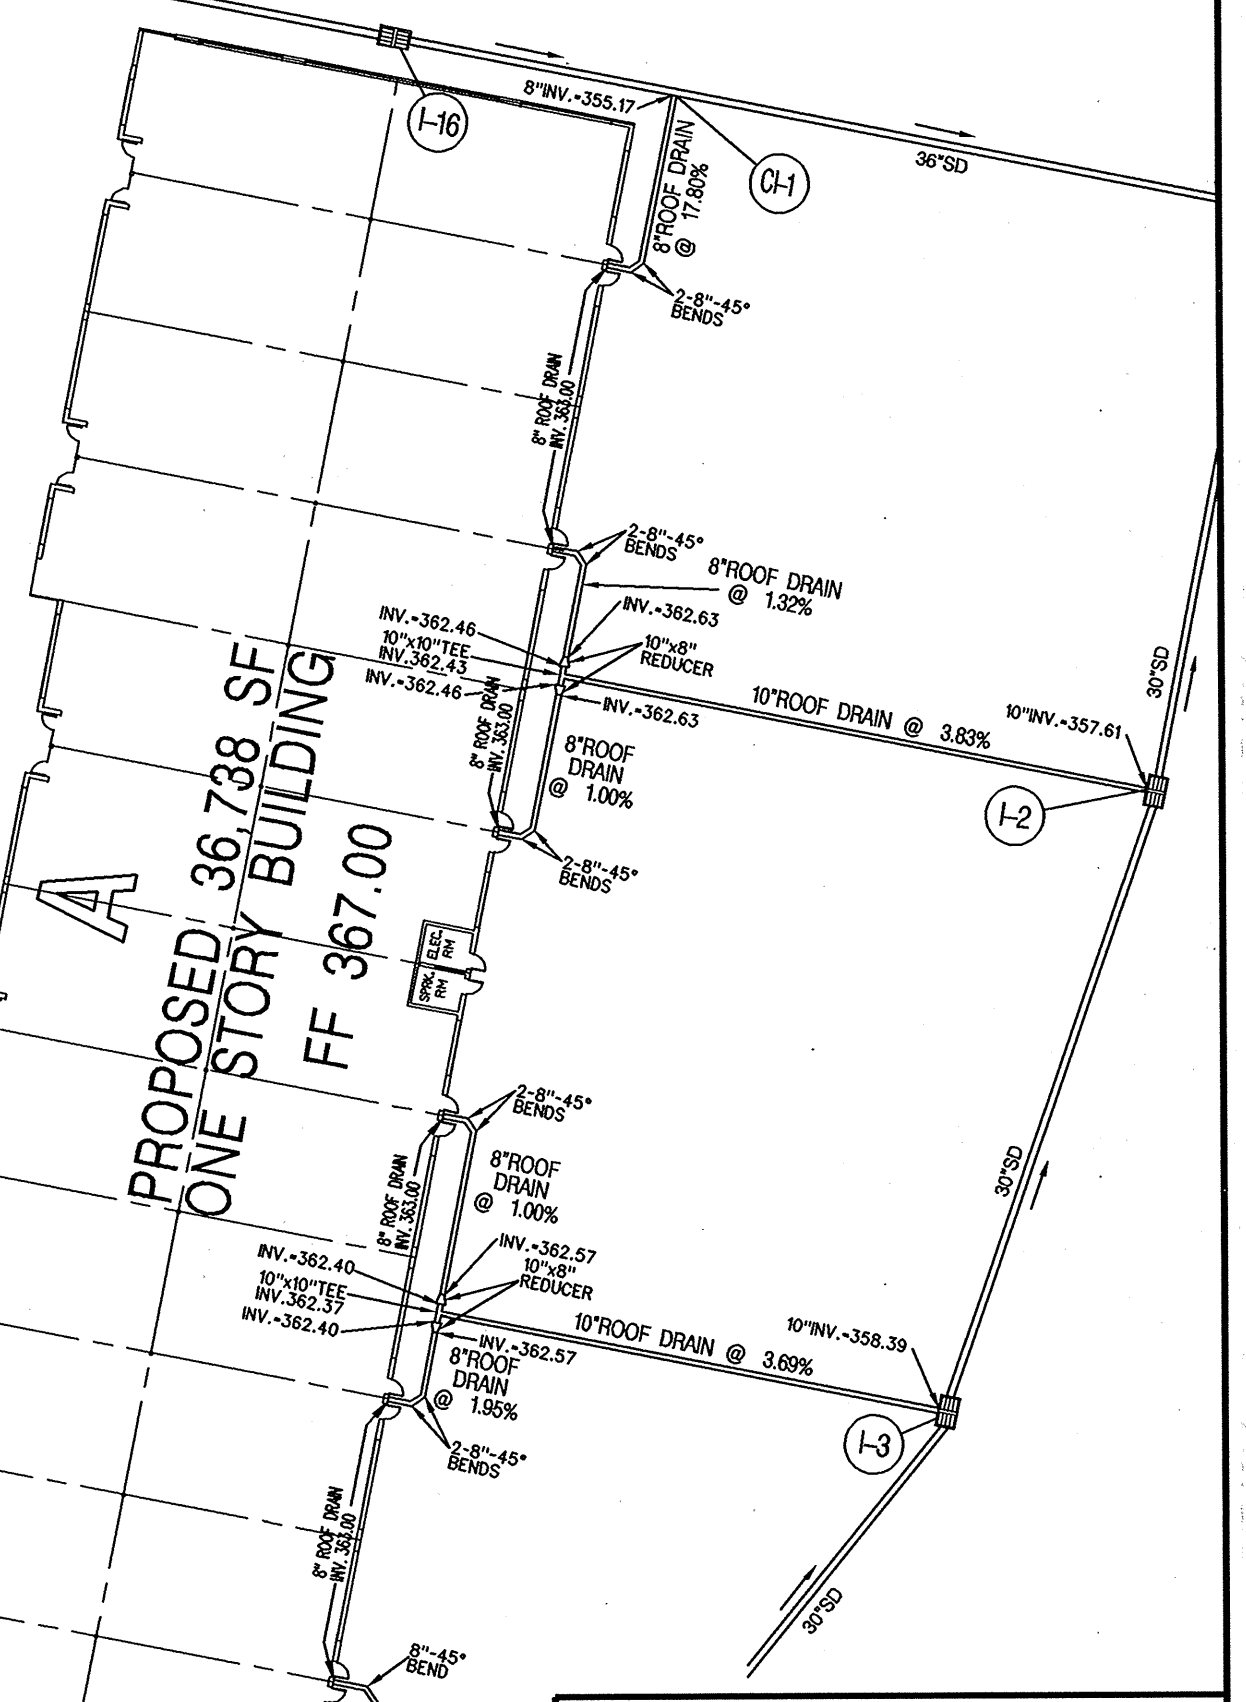 8"INV.=355.17
I-16
8"ROOF DRAIN
@ 17.80%
CI-1
36"SD
2-8"-45°
BENDS
8" ROOF DRAIN
INV. 363.00
2-8"-45°
BENDS
8"ROOF DRAIN
@ 1.32%
INV.=362.63
INV.=362.46
10"x10"TEE
INV.362.43
INV.=362.46
10"x8"
REDUCER
INV.=362.63
8" ROOF DRAIN
INV. 363.00
10"ROOF DRAIN @ 3.83%
10"INV.=357.61
30"SD
I-2
8"ROOF
DRAIN
@ 1.00%
2-8"-45°
BENDS
A
PROPOSED 36,738 SF
ONE STORY BUILDING
FF 367.00
ELEC.
RM
SPRK.
RM
2-8"-45°
BENDS
8"ROOF
DRAIN
@ 1.00%
8" ROOF DRAIN
INV. 363.00
30"SD
INV.=362.57
10"x8"
REDUCER
INV.=362.40
10"x10"TEE
INV.362.37
INV.=362.40
INV.=362.57
10"ROOF DRAIN @ 3.69%
10"INV.=358.39
I-3
8"ROOF
DRAIN
@ 1.95%
2-8"-45°
BENDS
8" ROOF DRAIN
INV. 363.00
30"SD
8"-45°
BEND